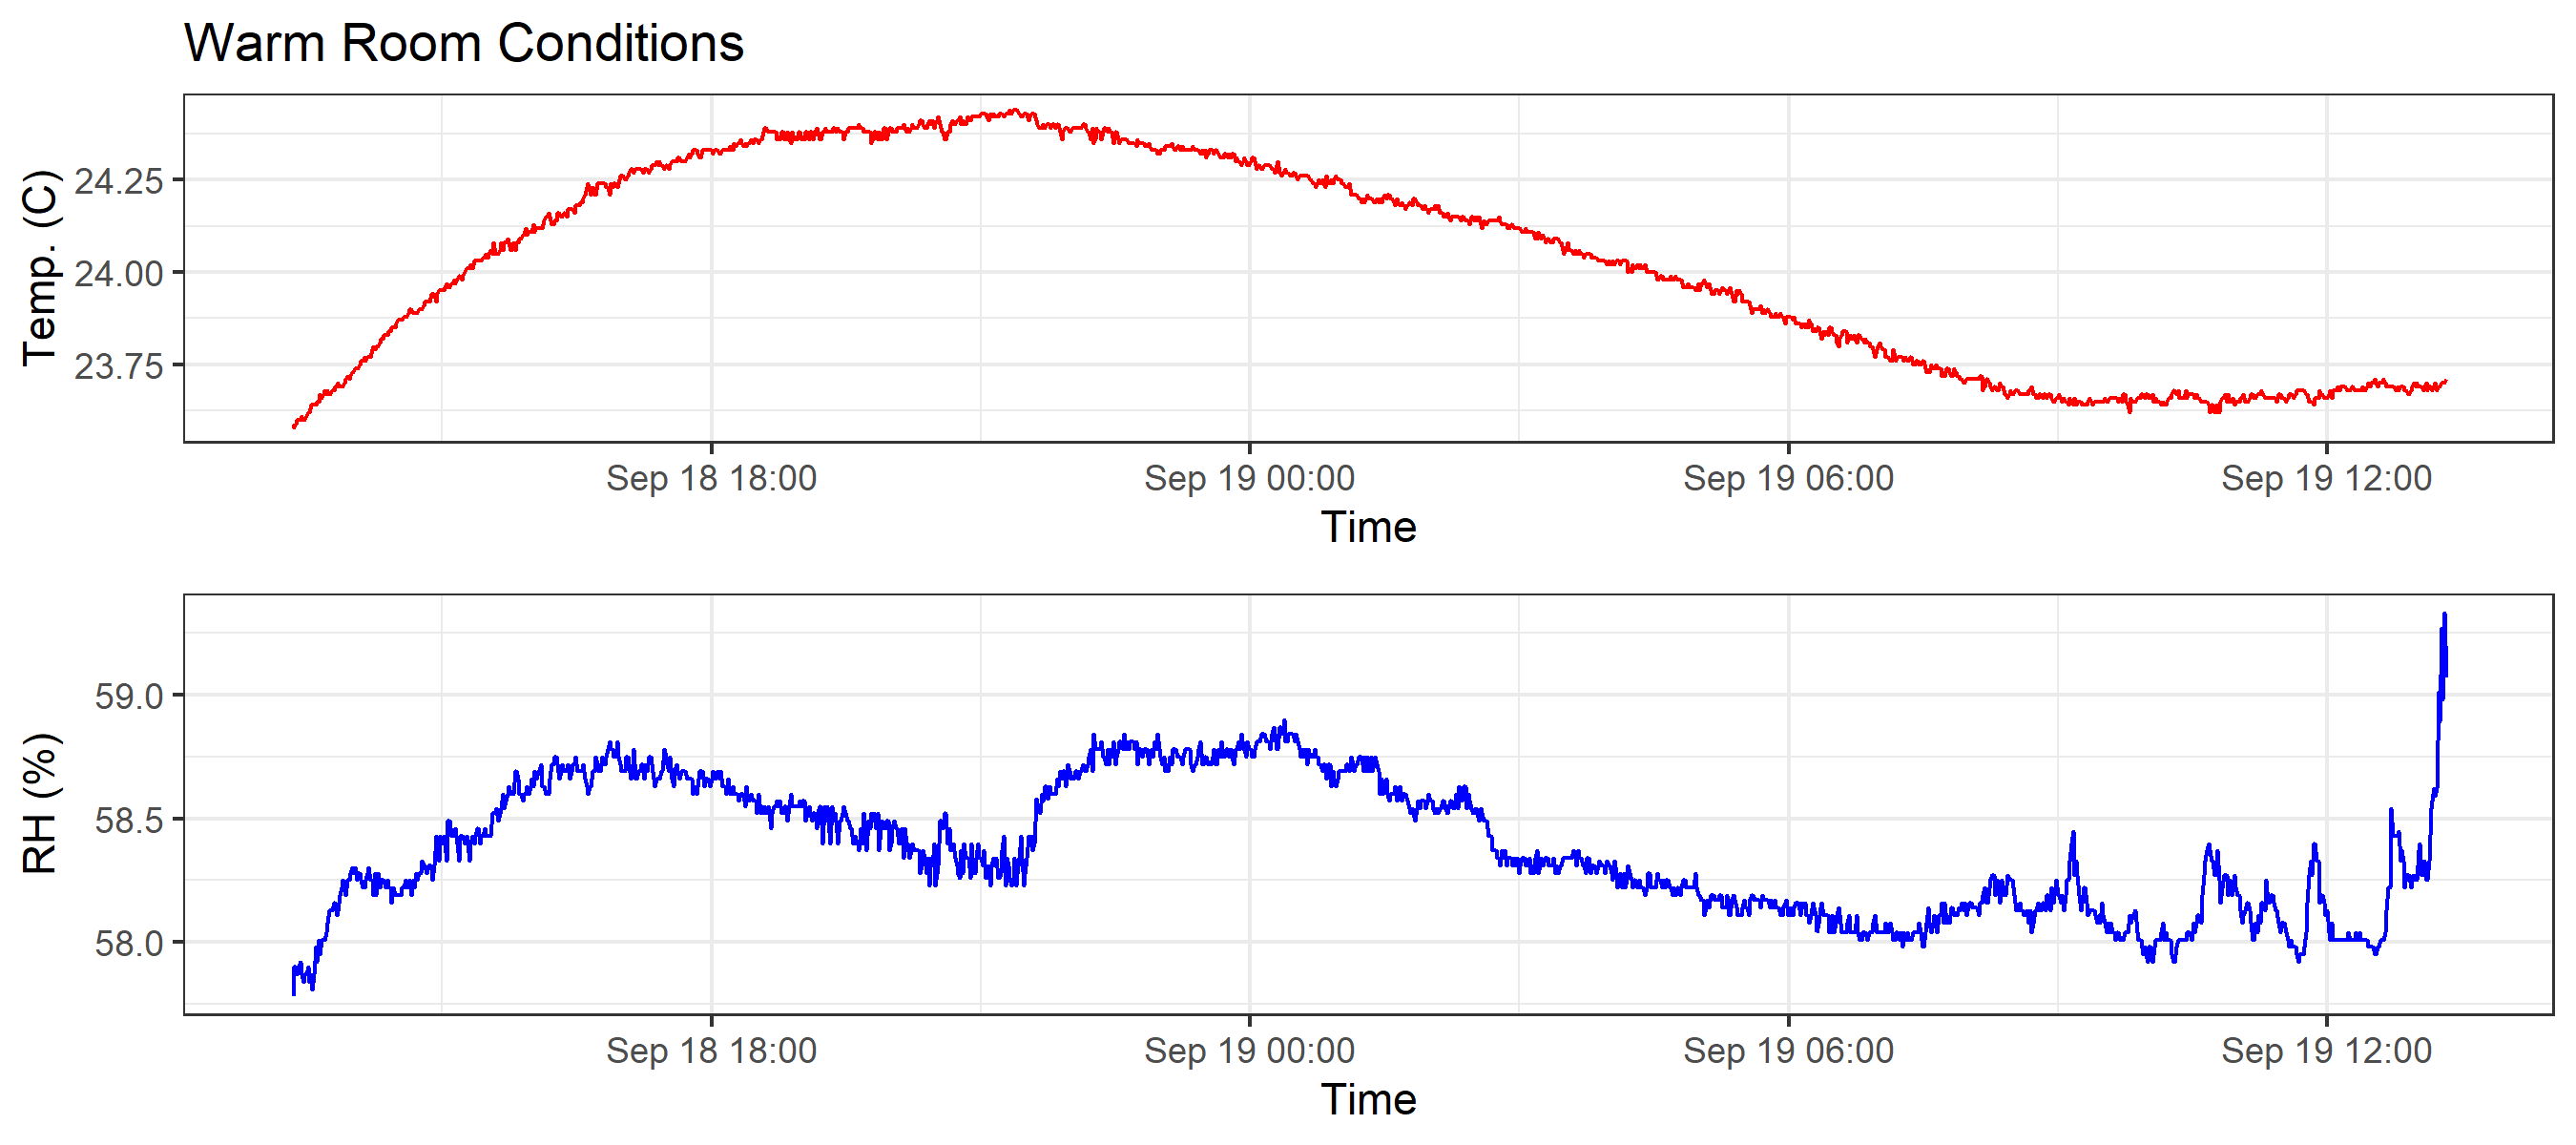 Warm Room Conditions
Temp. (C)
24.25
24.00
23.75
Sep 18 18:00 Sep 19 00:00 Sep 19 06:00 Sep 19 12:00
Time
RH (%)
59.0
58.5
58.0
Sep 18 18:00 Sep 19 00:00 Sep 19 06:00 Sep 19 12:00
Time